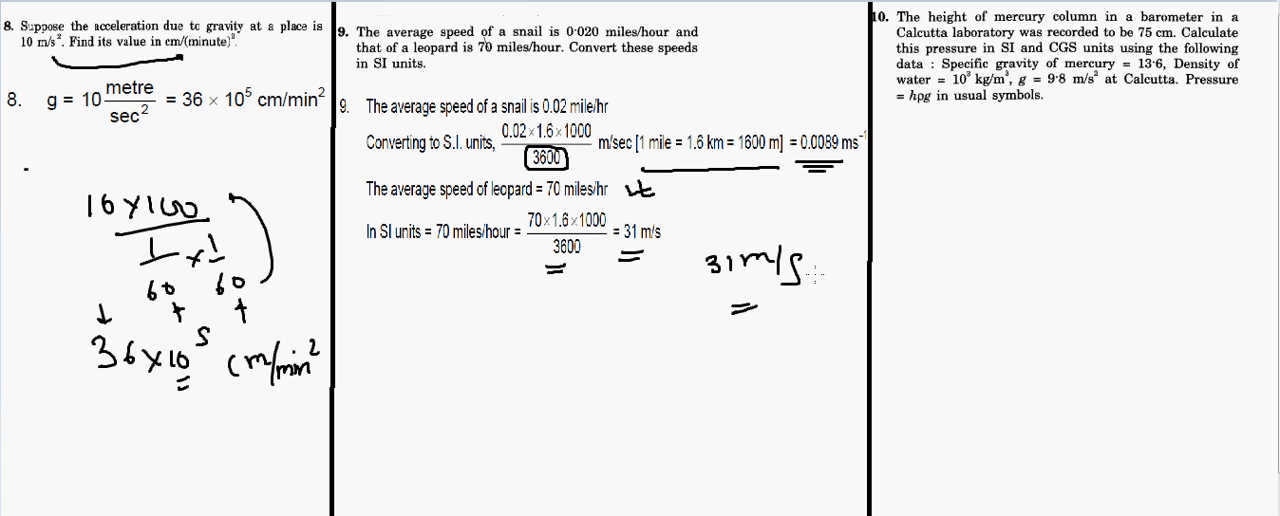 8. Suppose the acceleration due to gravity at a place is
10 m/s². Find its value in cm/(minute)².
8. g = 10 metre/sec² = 36 × 10⁵ cm/min²
10 × 100
1/60 × 1/60
36 × 10⁵ cm/min²
9. The average speed of a snail is 0·020 miles/hour and
that of a leopard is 70 miles/hour. Convert these speeds
in SI units.
9. The average speed of a snail is 0.02 mile/hr
Converting to S.I. units, 0.02×1.6×1000/3600 m/sec [1 mile = 1.6 km = 1600 m] = 0.0089 ms⁻¹
The average speed of leopard = 70 miles/hr
In SI units = 70 miles/hour = 70×1.6×1000/3600 = 31 m/s
31 m/s
10. The height of mercury column in a barometer in a
Calcutta laboratory was recorded to be 75 cm. Calculate
this pressure in SI and CGS units using the following
data : Specific gravity of mercury = 13·6, Density of
water = 10³ kg/m³, g = 9·8 m/s² at Calcutta. Pressure
= hρg in usual symbols.